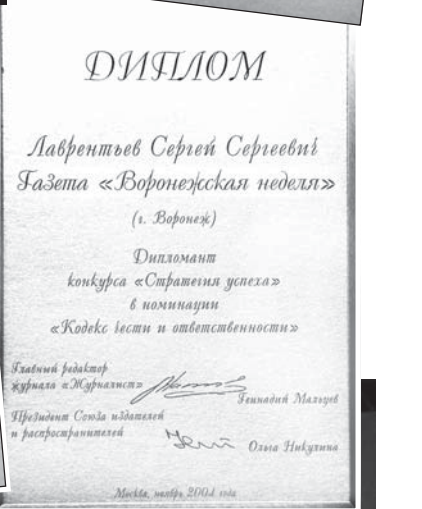 ДИПЛОМ
Лаврентьев Сергей Сергеевич
Газета «Воронежская неделя»
(г. Воронеж)
Дипломант
конкурса «Стратегия успеха»
в номинации
«Кодекс чести и ответственности»
Главный редактор
журнала «Журналист»
Геннадий Мальцев
Президент Союза издателей
и распространителей
Ольга Никулина
Москва, ноябрь 2004 года